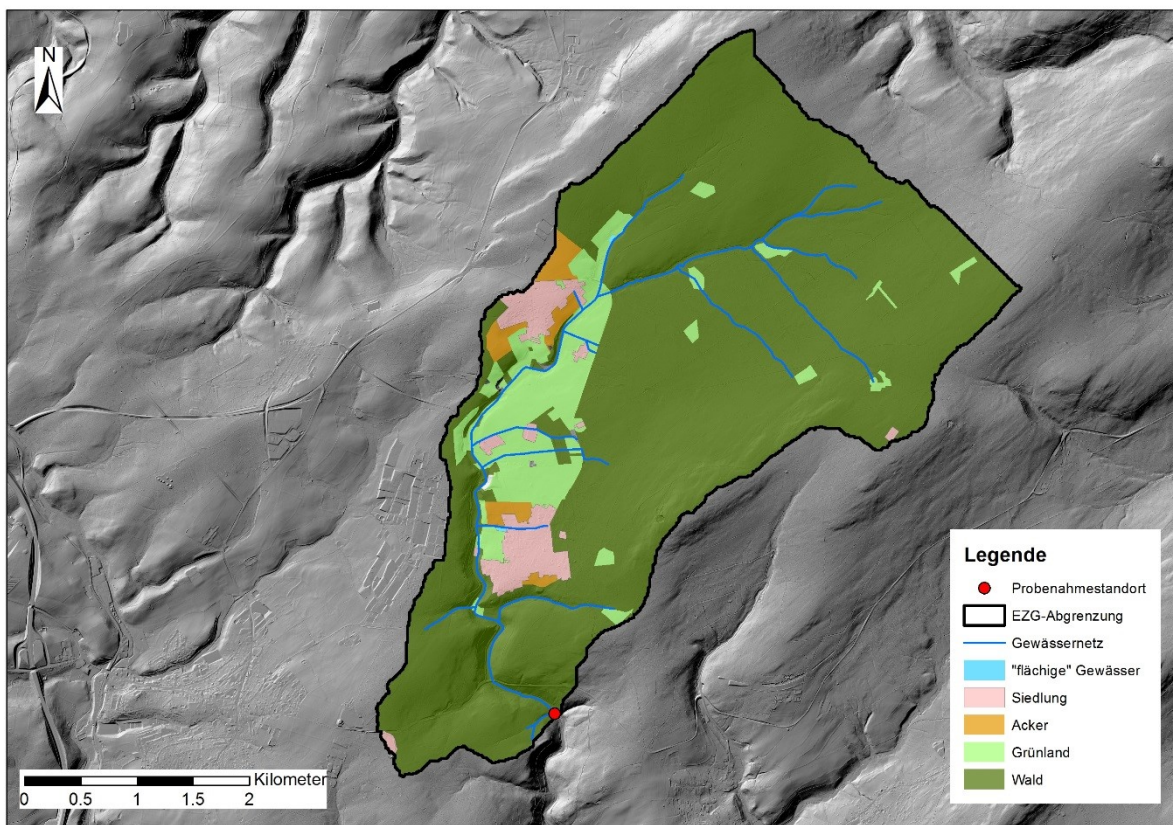 N
Legende
Probenahmestandort
EZG-Abgrenzung
Gewässernetz
"flächige" Gewässer
Siedlung
Acker
Grünland
Wald
Kilometer
0 0.5 1 1.5 2